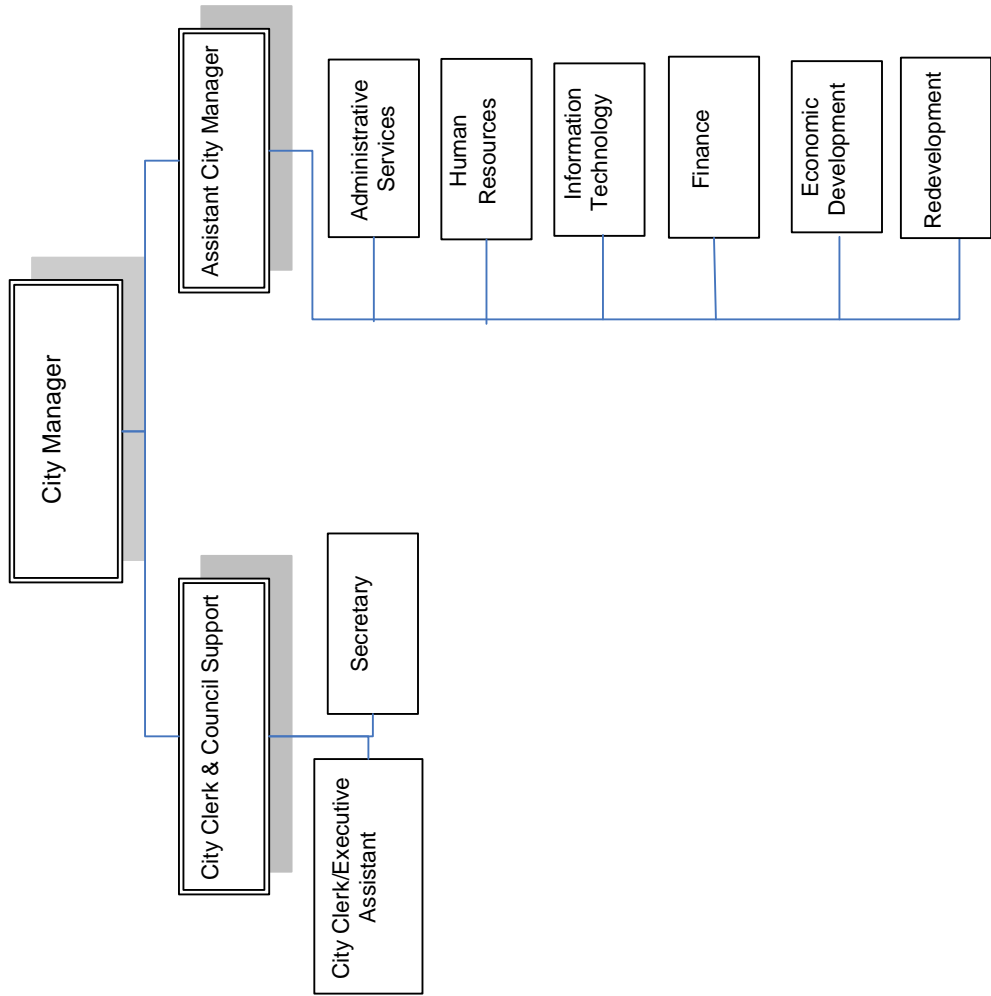 City Manager
City Clerk & Council Support
Assistant City Manager
City Clerk/Executive
Assistant
Secretary
Administrative
Services
Human
Resources
Information
Technology
Finance
Economic
Development
Redevelopment